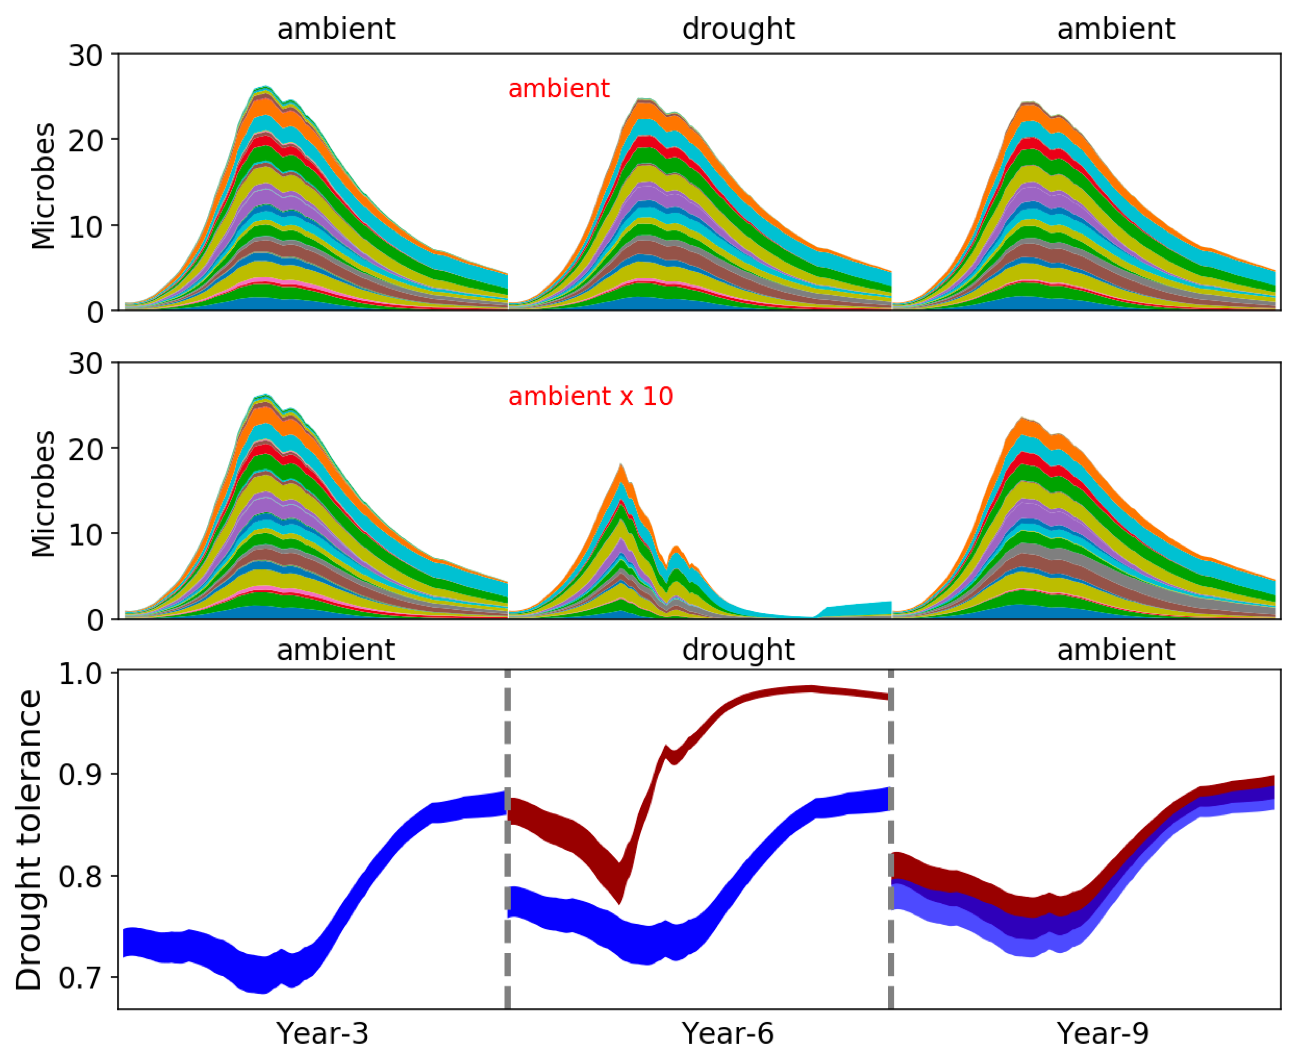 ambient drought ambient
30
ambient
20
Microbes
10
0
30
ambient x 10
20
Microbes
10
0
ambient drought ambient
1.0
0.9
Drought tolerance
0.8
0.7
Year-3 Year-6 Year-9